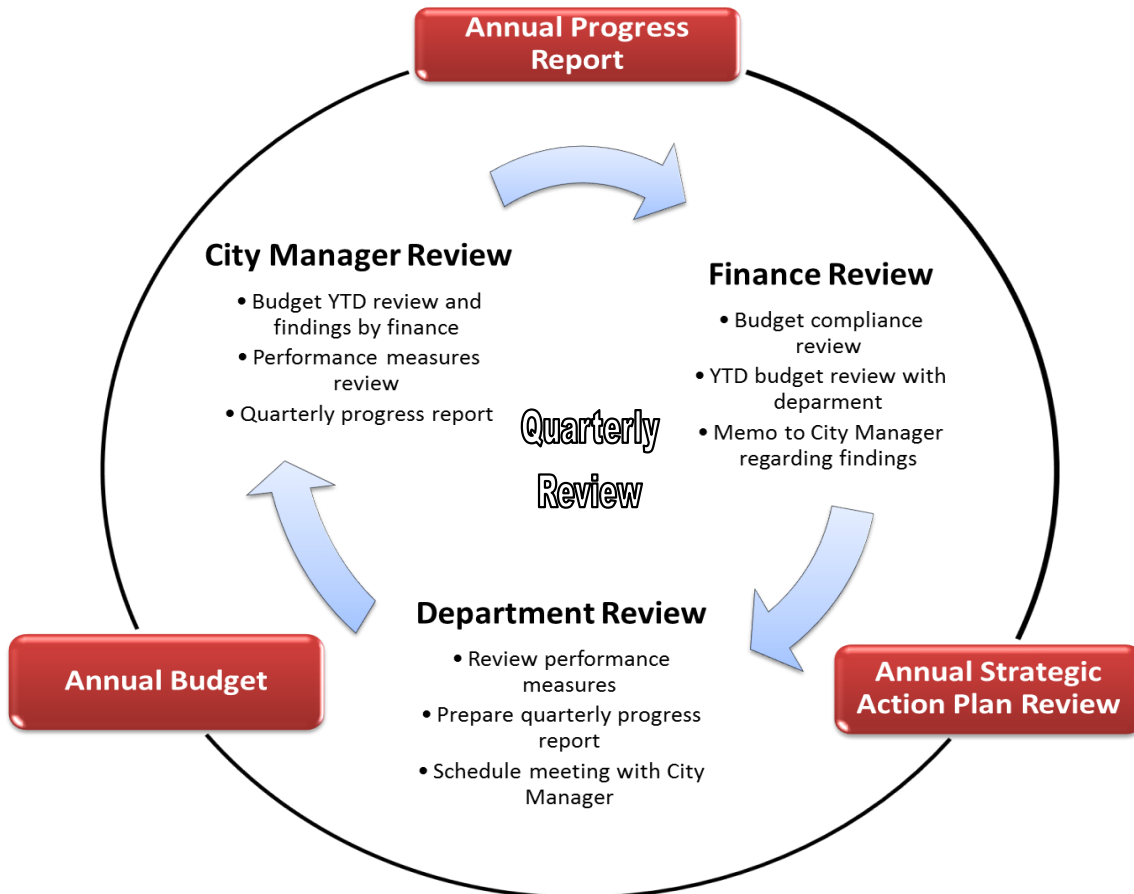 Annual Progress
Report
City Manager Review
• Budget YTD review and
findings by finance
• Performance measures
review
• Quarterly progress report
Finance Review
• Budget compliance
review
• YTD budget review with
deparment
• Memo to City Manager
regarding findings
Quarterly
Review
Department Review
• Review performance
measures
• Prepare quarterly progress
report
• Schedule meeting with City
Manager
Annual Budget
Annual Strategic
Action Plan Review